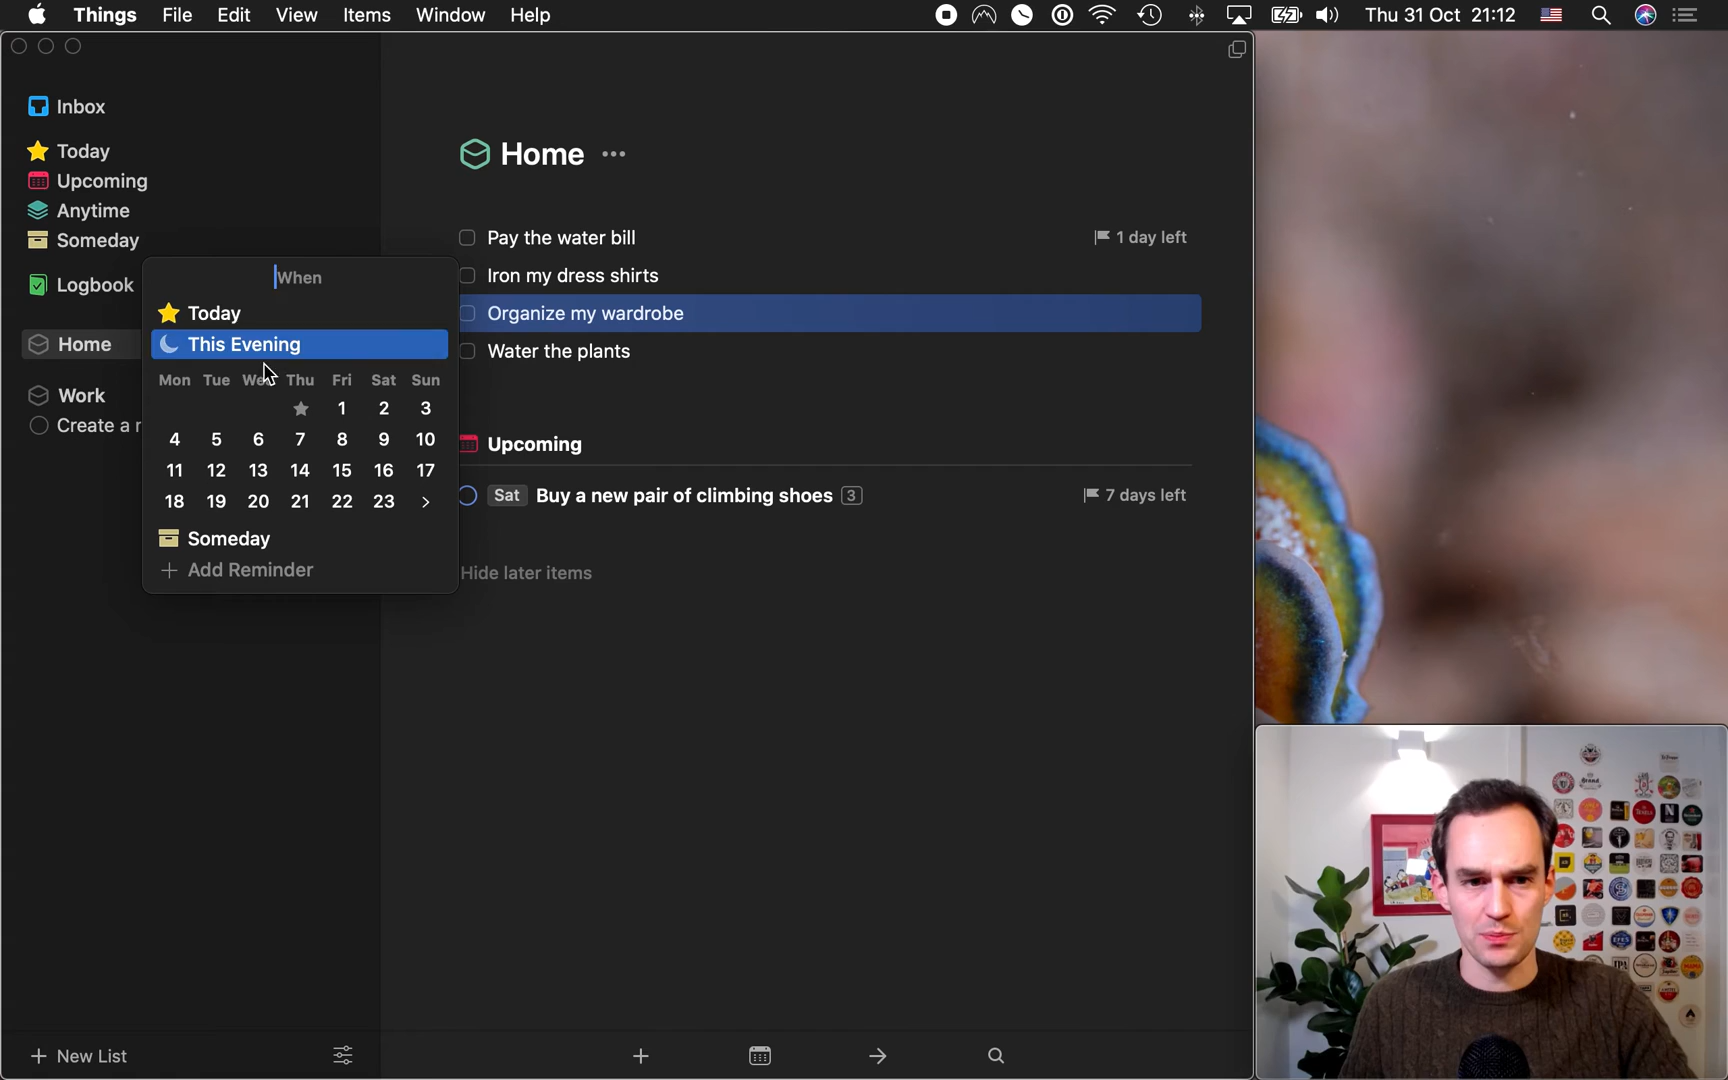 Things File Edit View Items Window Help Thu 31 Oct 21:12
Inbox
Today
Upcoming
Anytime
Someday
Logbook
Home
Work
Create a r
New List
When
Today
This Evening
Mon Tue We Thu Fri Sat Sun
1 2 3
4 5 6 7 8 9 10
11 12 13 14 15 16 17
18 19 20 21 22 23 >
Someday
+ Add Reminder
Home •••
Pay the water bill 1 day left
Iron my dress shirts
Organize my wardrobe
Water the plants
Upcoming
Sat Buy a new pair of climbing shoes 3 7 days left
Hide later items